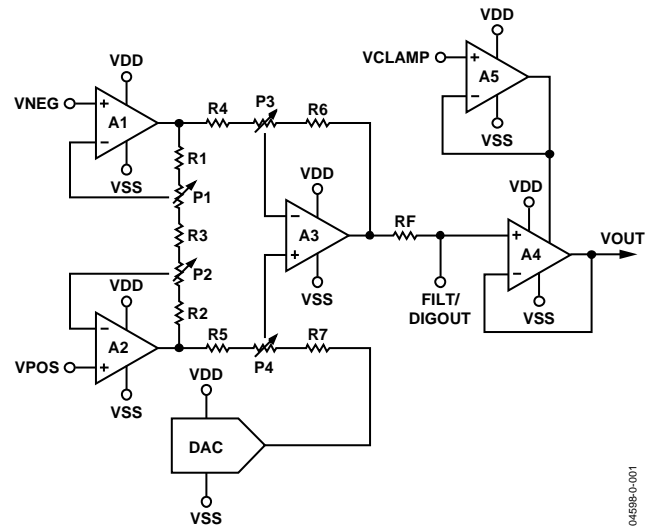 VDD
VDD
VCLAMP
+
A5
−
VSS
VNEG
+
A1
−
VSS
R4
P3
R6
R1
P1
R3
P2
R2
VDD
−
A3
+
VSS
RF
FILT/
DIGOUT
VDD
+
A4
−
VSS
VOUT
VDD
−
A2
+
VPOS
VSS
R5
P4
R7
VDD
DAC
VSS
04598-0-001